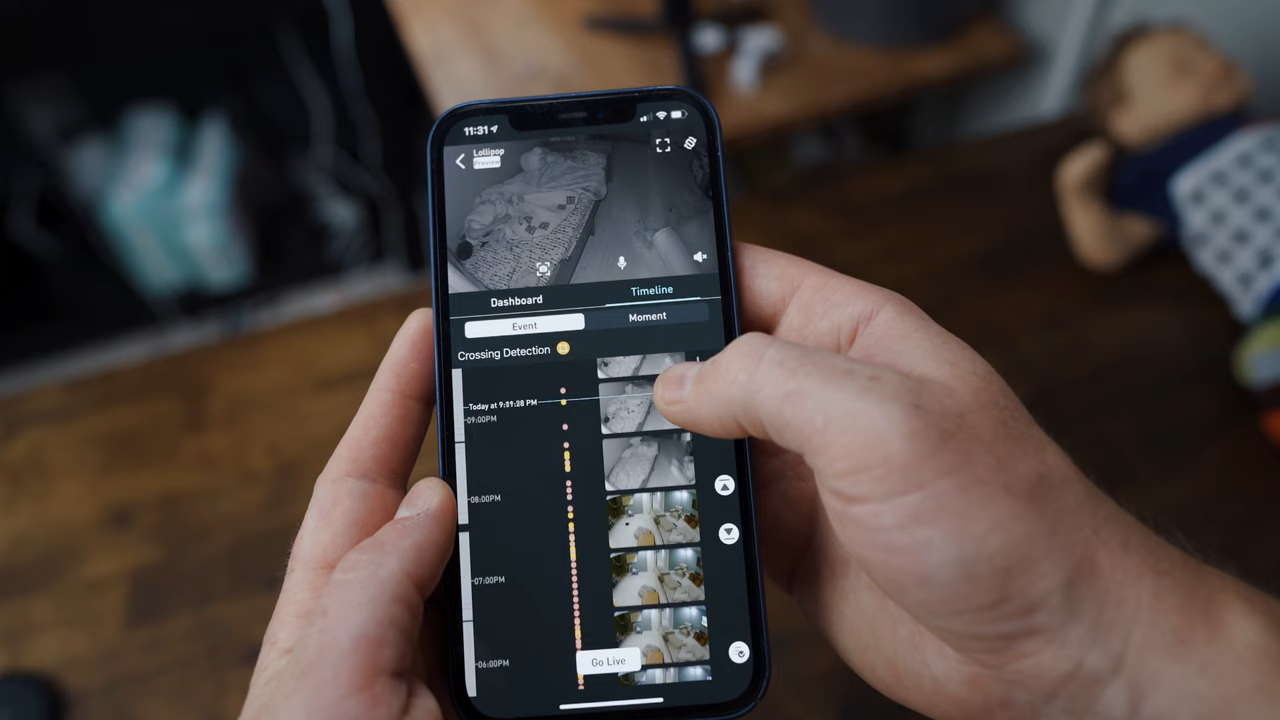 11:31
Lollipop
Preview
Dashboard
Timeline
Event
Moment
Crossing Detection
Today at 9:11:28 PM
09:00PM
08:00PM
07:00PM
06:00PM
Go Live